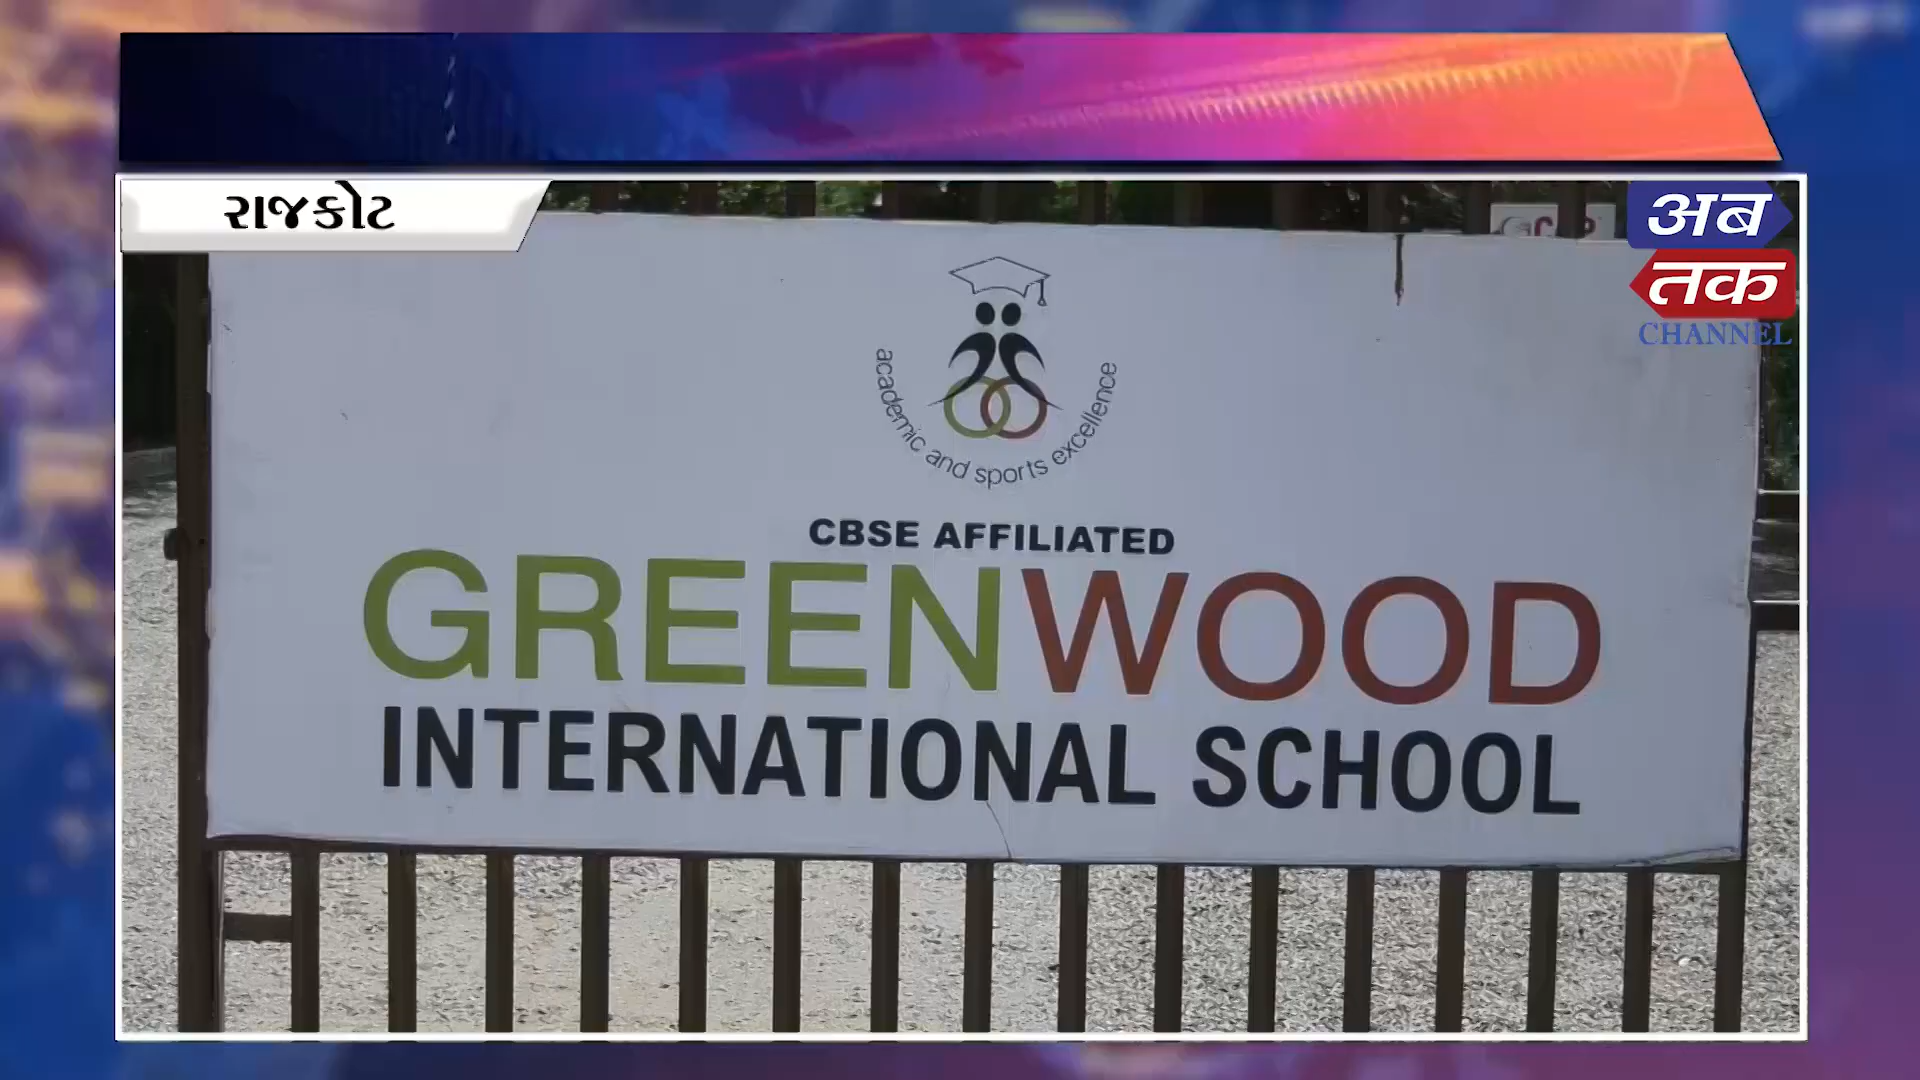 રાજકોટ
अब
तक
CHANNEL
academic and sports excellence
CBSE AFFILIATED
GREENWOOD
INTERNATIONAL SCHOOL